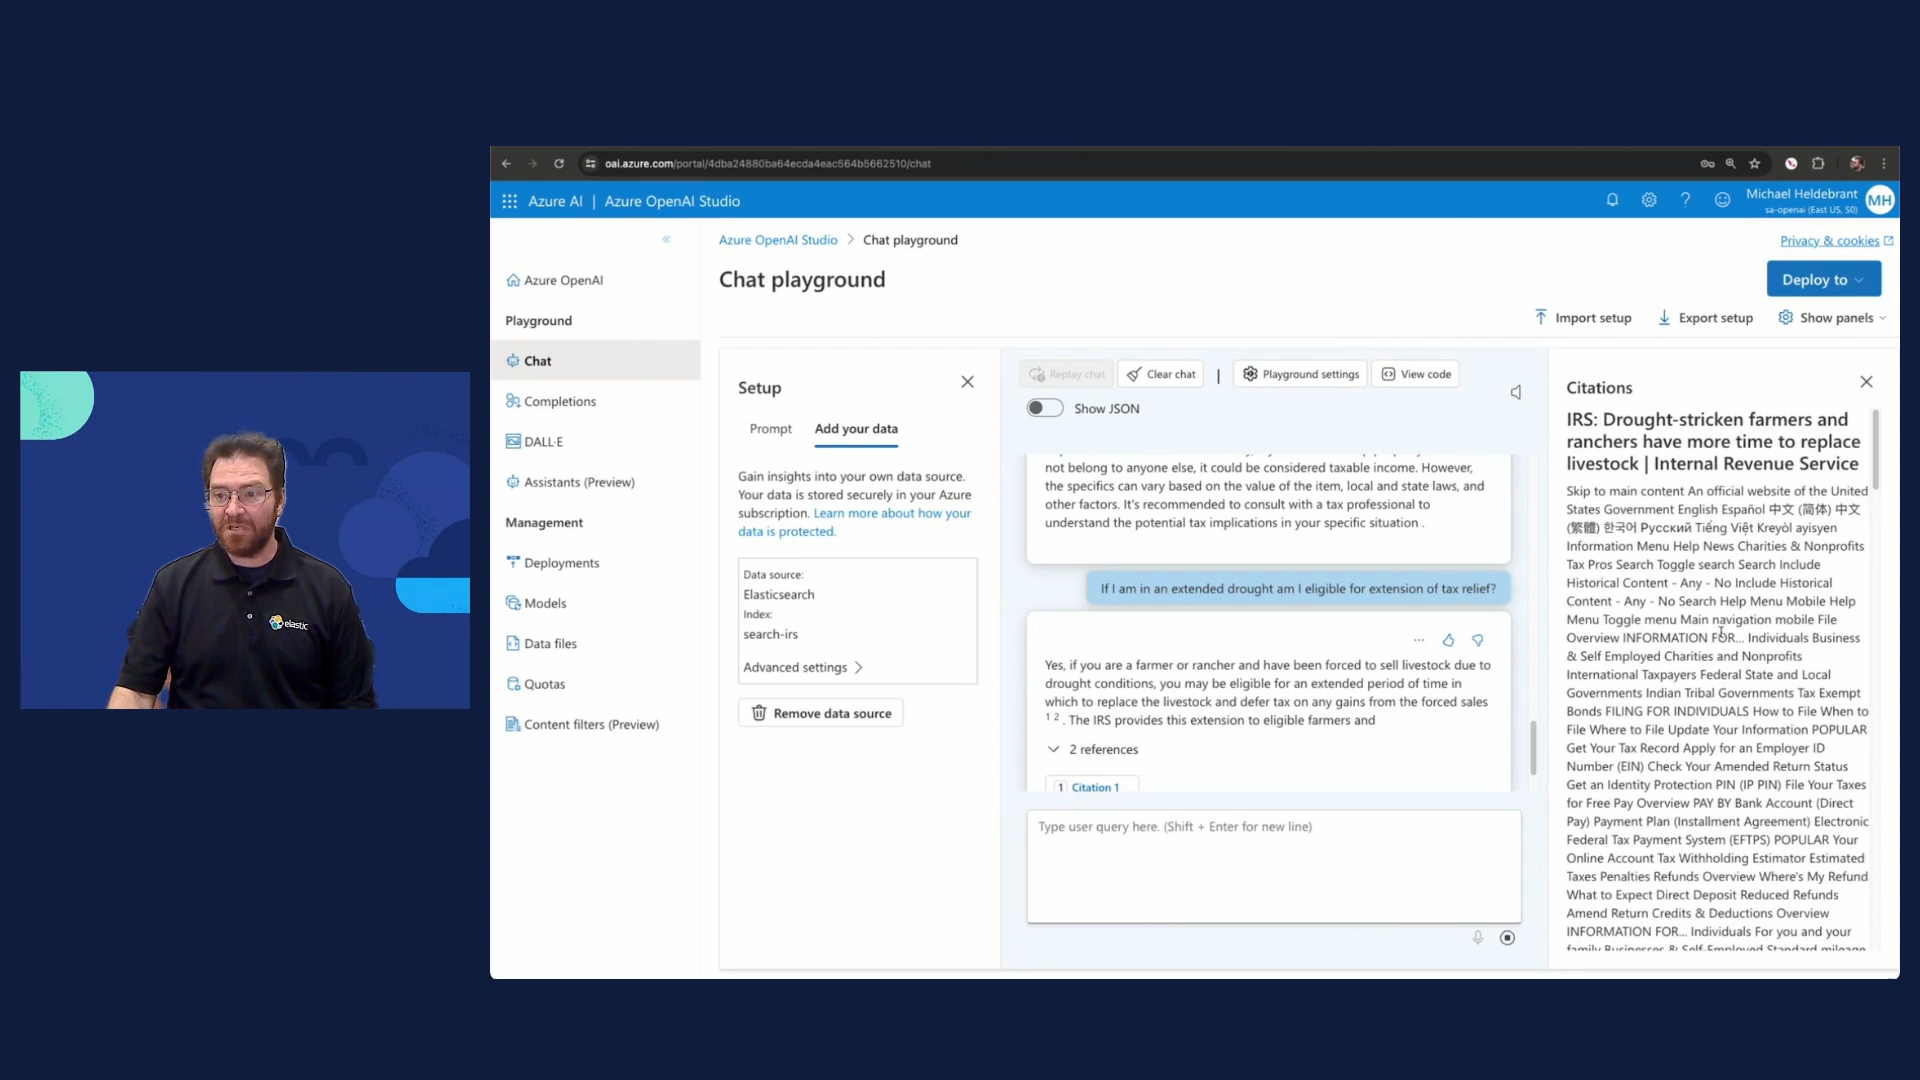 elastic
oai.azure.com/portal/4dba24880ba64ecda4eac564b5662510/chat
Azure AI | Azure OpenAI Studio
Michael Heldebrant
sa-openai (East US, S0)
MH
Azure OpenAI
Playground
Chat
Completions
DALL·E
Assistants (Preview)
Management
Deployments
Models
Data files
Quotas
Content filters (Preview)
Azure OpenAI Studio > Chat playground
Privacy & cookies
Chat playground
Deploy to
Import setup
Export setup
Show panels
Setup
Prompt
Add your data
Gain insights into your own data source.
Your data is stored securely in your Azure
subscription. Learn more about how your
data is protected.
Data source:
Elasticsearch
Index:
search-irs
Advanced settings
Remove data source
Replay chat
Clear chat
|
Playground settings
View code
Show JSON
not belong to anyone else, it could be considered taxable income. However,
the specifics can vary based on the value of the item, local and state laws, and
other factors. It's recommended to consult with a tax professional to
understand the potential tax implications in your specific situation .
If I am in an extended drought am I eligible for extension of tax relief?
Yes, if you are a farmer or rancher and have been forced to sell livestock due to
drought conditions, you may be eligible for an extended period of time in
which to replace the livestock and defer tax on any gains from the forced sales
1 2 . The IRS provides this extension to eligible farmers and
2 references
1 Citation 1
Type user query here. (Shift + Enter for new line)
Citations
IRS: Drought-stricken farmers and
ranchers have more time to replace
livestock | Internal Revenue Service
Skip to main content An official website of the United
States Government English Español 中文 (简体) 中文
(繁體) 한국어 Русский Tiếng Việt Kreyòl ayisyen
Information Menu Help News Charities & Nonprofits
Tax Pros Search Toggle search Search Include
Historical Content - Any - No Include Historical
Content - Any - No Search Help Menu Mobile Help
Menu Toggle menu Main navigation mobile File
Overview INFORMATION FOR... Individuals Business
& Self Employed Charities and Nonprofits
International Taxpayers Federal State and Local
Governments Indian Tribal Governments Tax Exempt
Bonds FILING FOR INDIVIDUALS How to File When to
File Where to File Update Your Information POPULAR
Get Your Tax Record Apply for an Employer ID
Number (EIN) Check Your Amended Return Status
Get an Identity Protection PIN (IP PIN) File Your Taxes
for Free Pay Overview PAY BY Bank Account (Direct
Pay) Payment Plan (Installment Agreement) Electronic
Federal Tax Payment System (EFTPS) POPULAR Your
Online Account Tax Withholding Estimator Estimated
Taxes Penalties Refunds Overview Where's My Refund
What to Expect Direct Deposit Reduced Refunds
Amend Return Credits & Deductions Overview
INFORMATION FOR... Individuals For you and your
family Businesses & Self-Employed Standard mileage